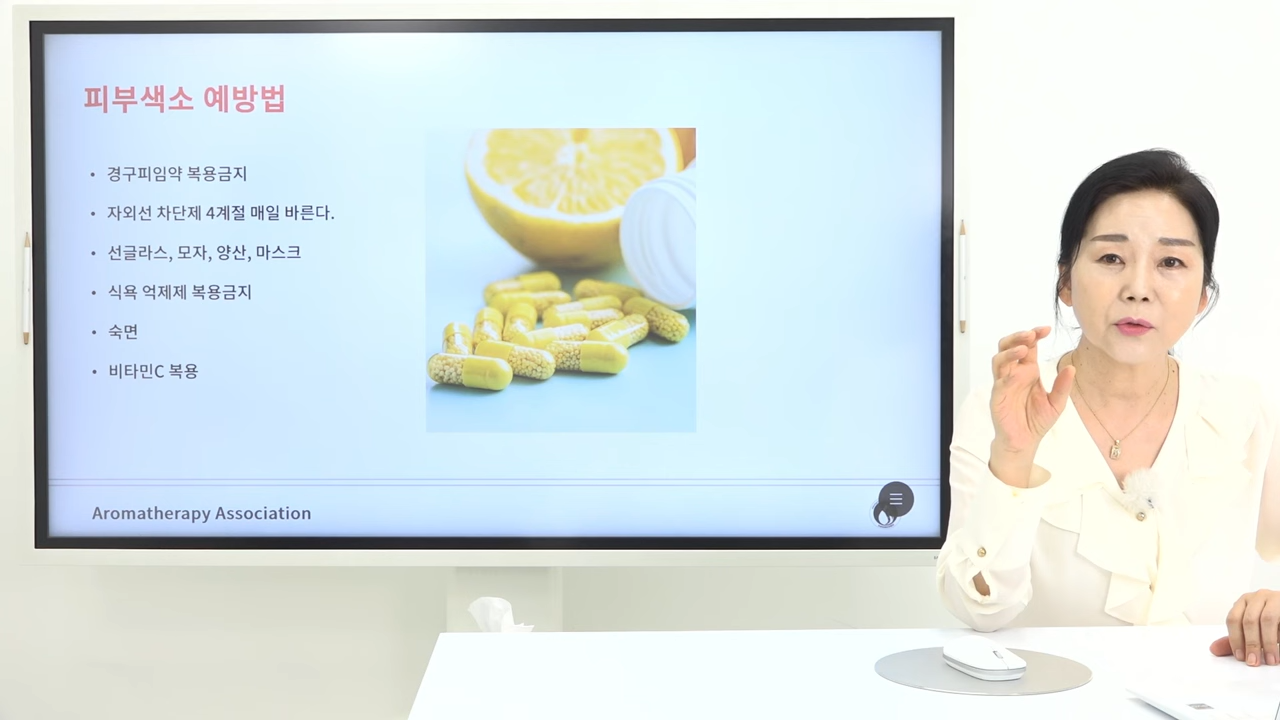 피부색소 예방법
• 경구피임약 복용금지
• 자외선 차단제 4계절 매일 바른다.
• 선글라스, 모자, 양산, 마스크
• 식욕 억제제 복용금지
• 숙면
• 비타민C 복용
Aromatherapy Association